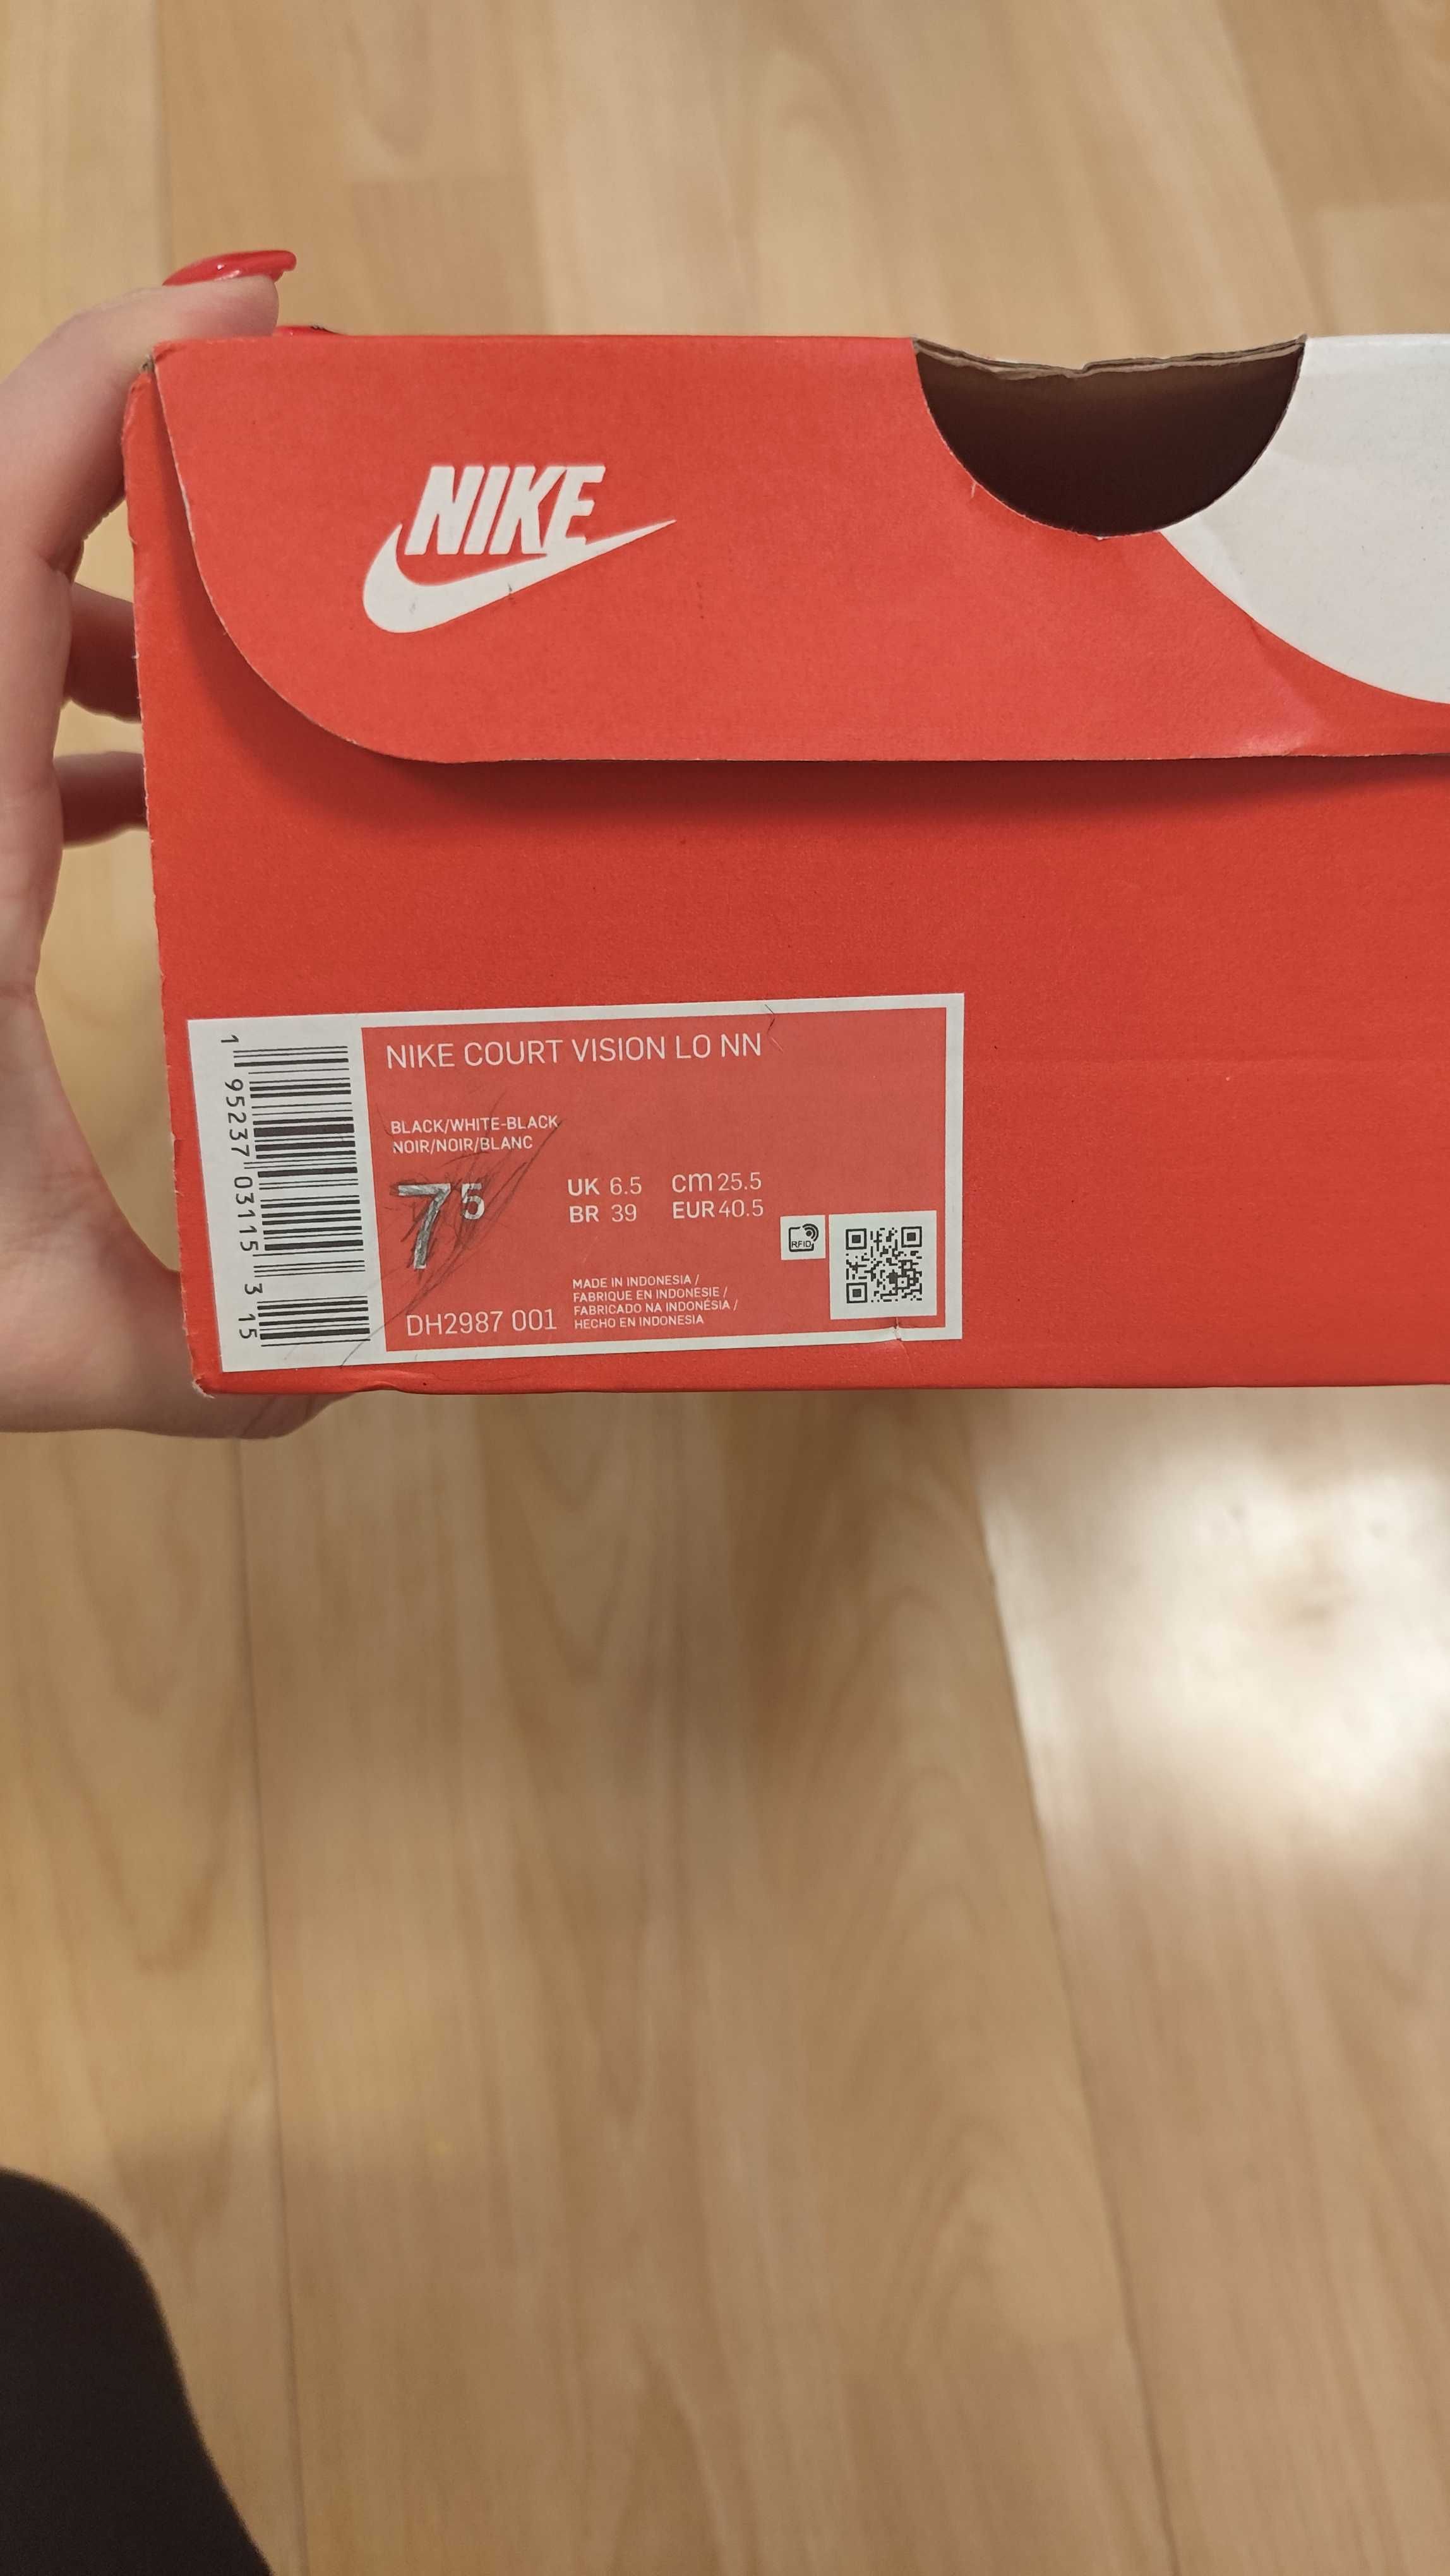 NIKE
NIKE COURT VISION LO NN
BLACK/WHITE-BLACK
NOIR/NOIR/BLANC
7 5
UK 6.5 cm 25.5
BR 39 EUR 40.5
RFID
MADE IN INDONESIA /
FABRIQUE EN INDONESIE /
FABRICADO NA INDONÉSIA /
HECHO EN INDONESIA
DH2987 001
1 95237 03115 3 15